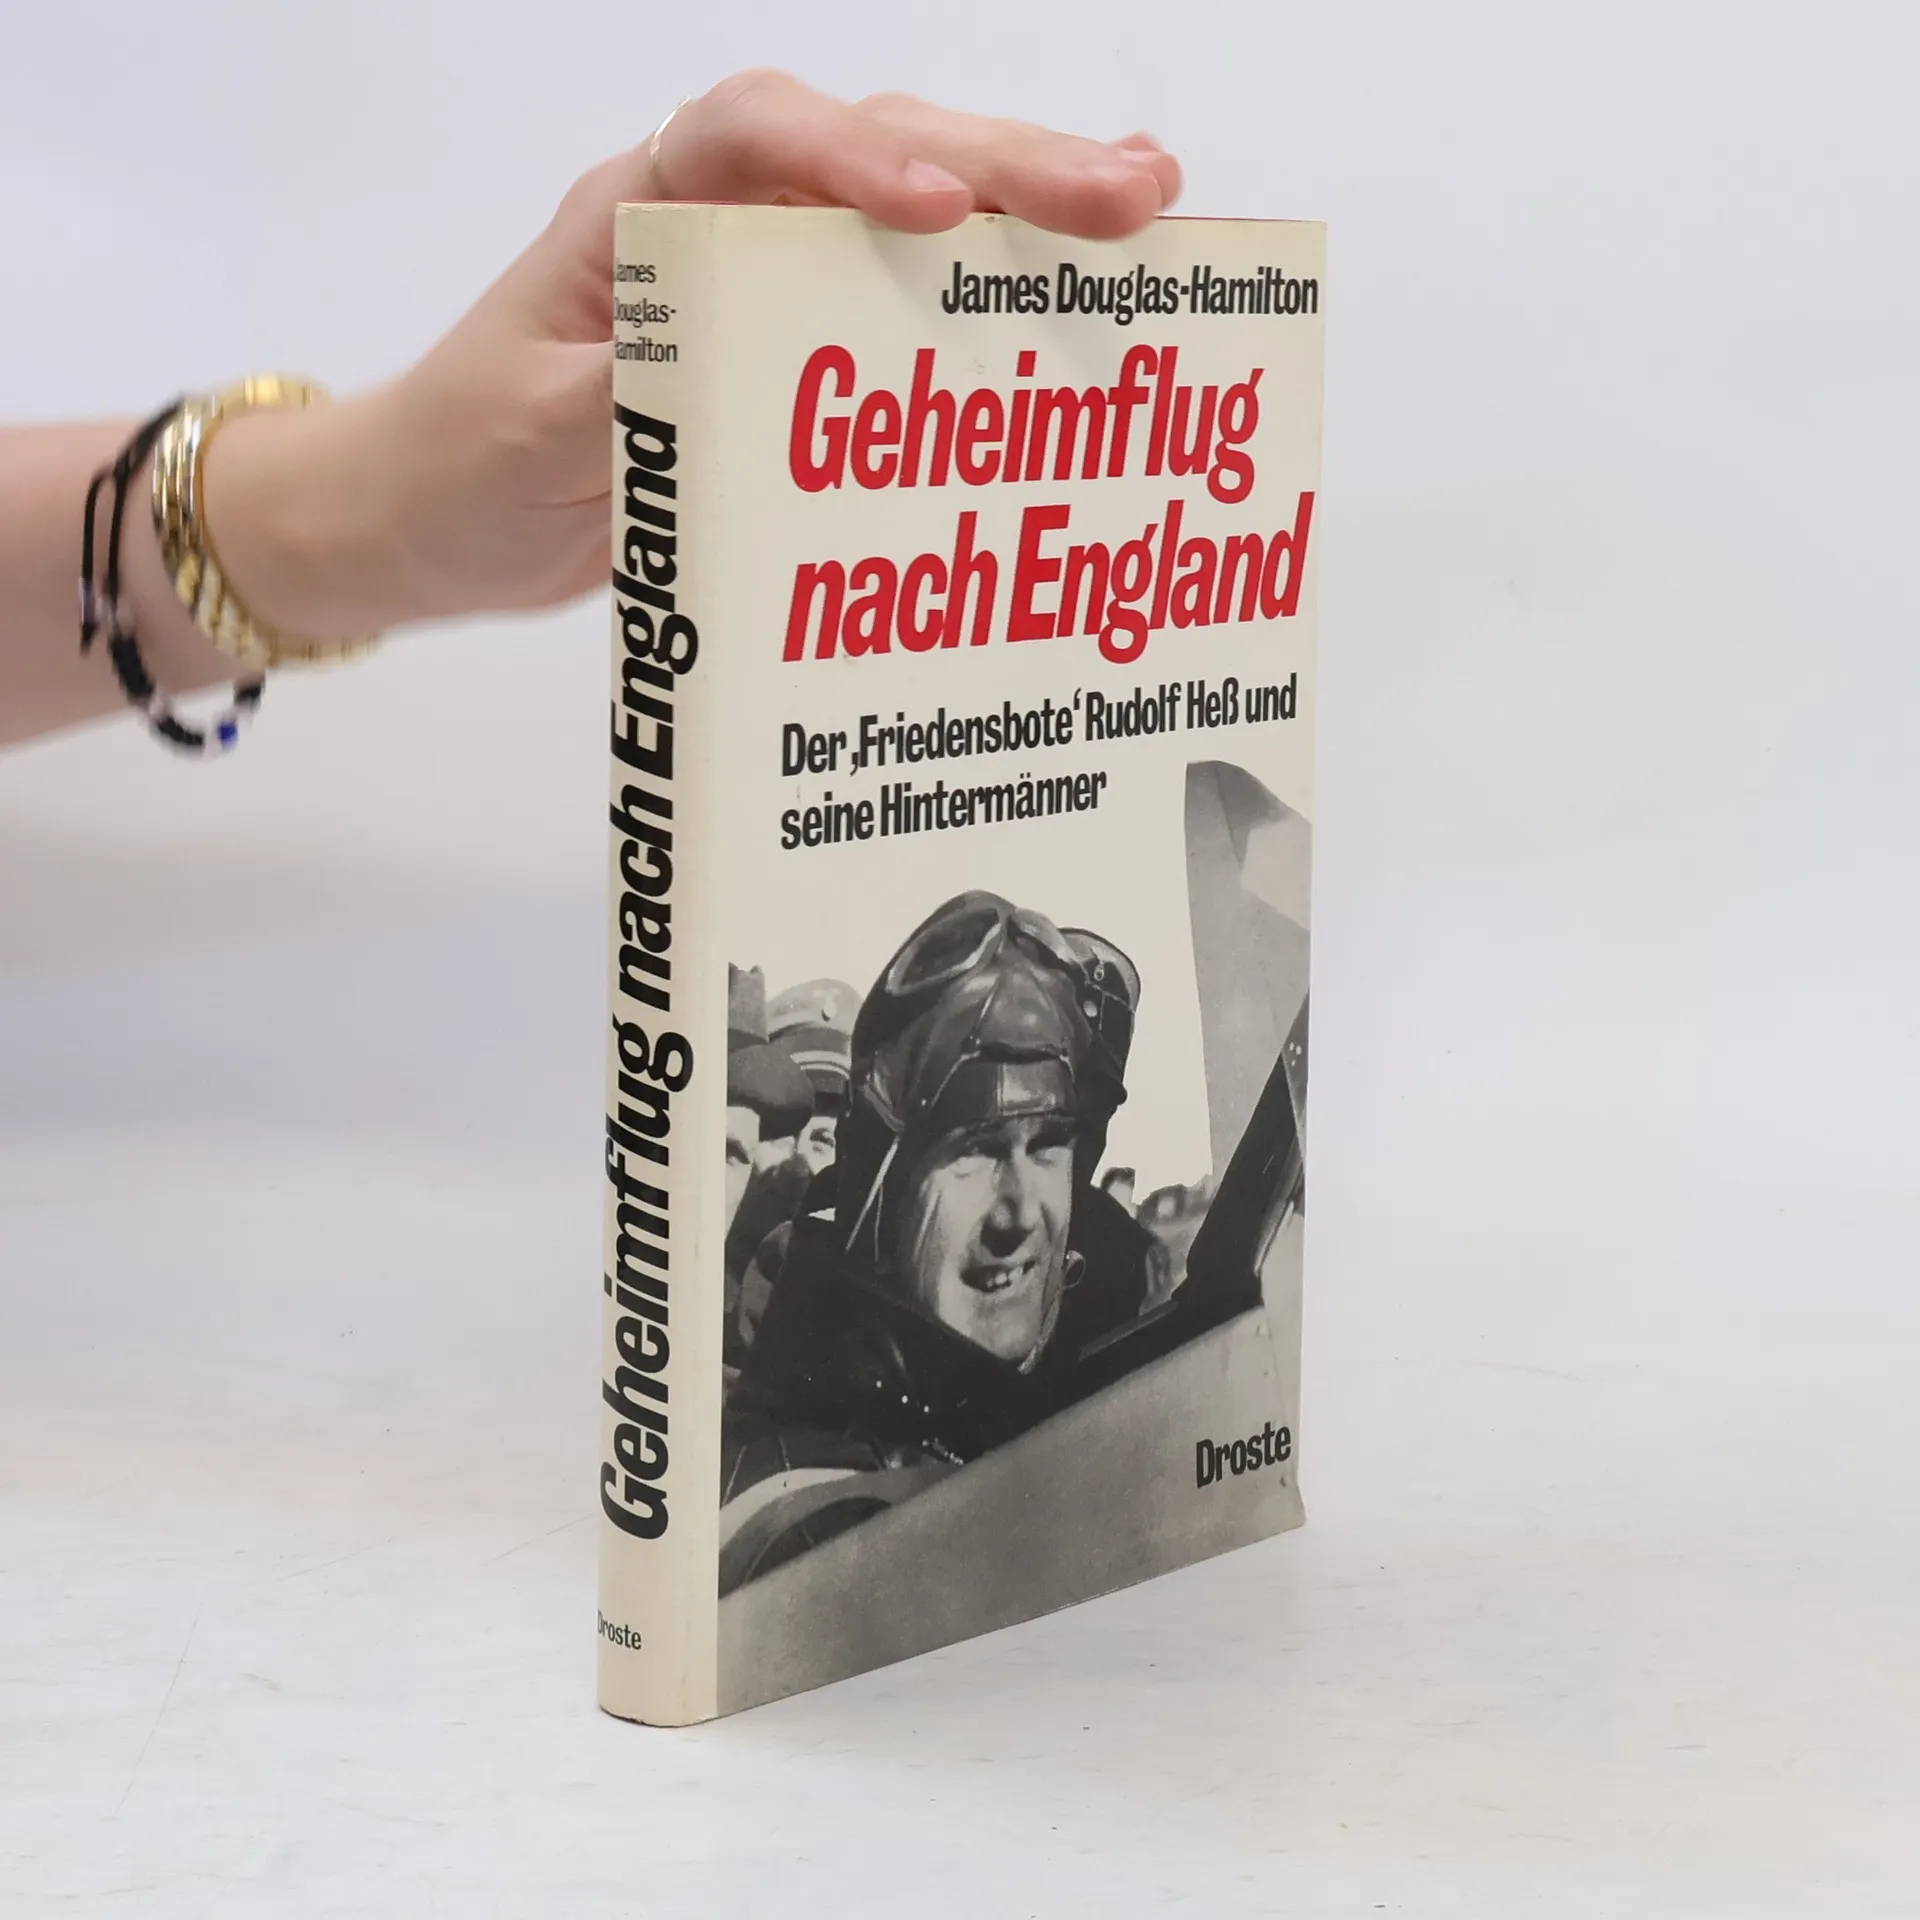 James Douglas-Hamilton
Geheimflug
nach England
Der ‚Friedensbote‘ Rudolf Heß und
seine Hintermänner
Droste
James
Douglas-
Hamilton
Geheimflug nach England
Droste